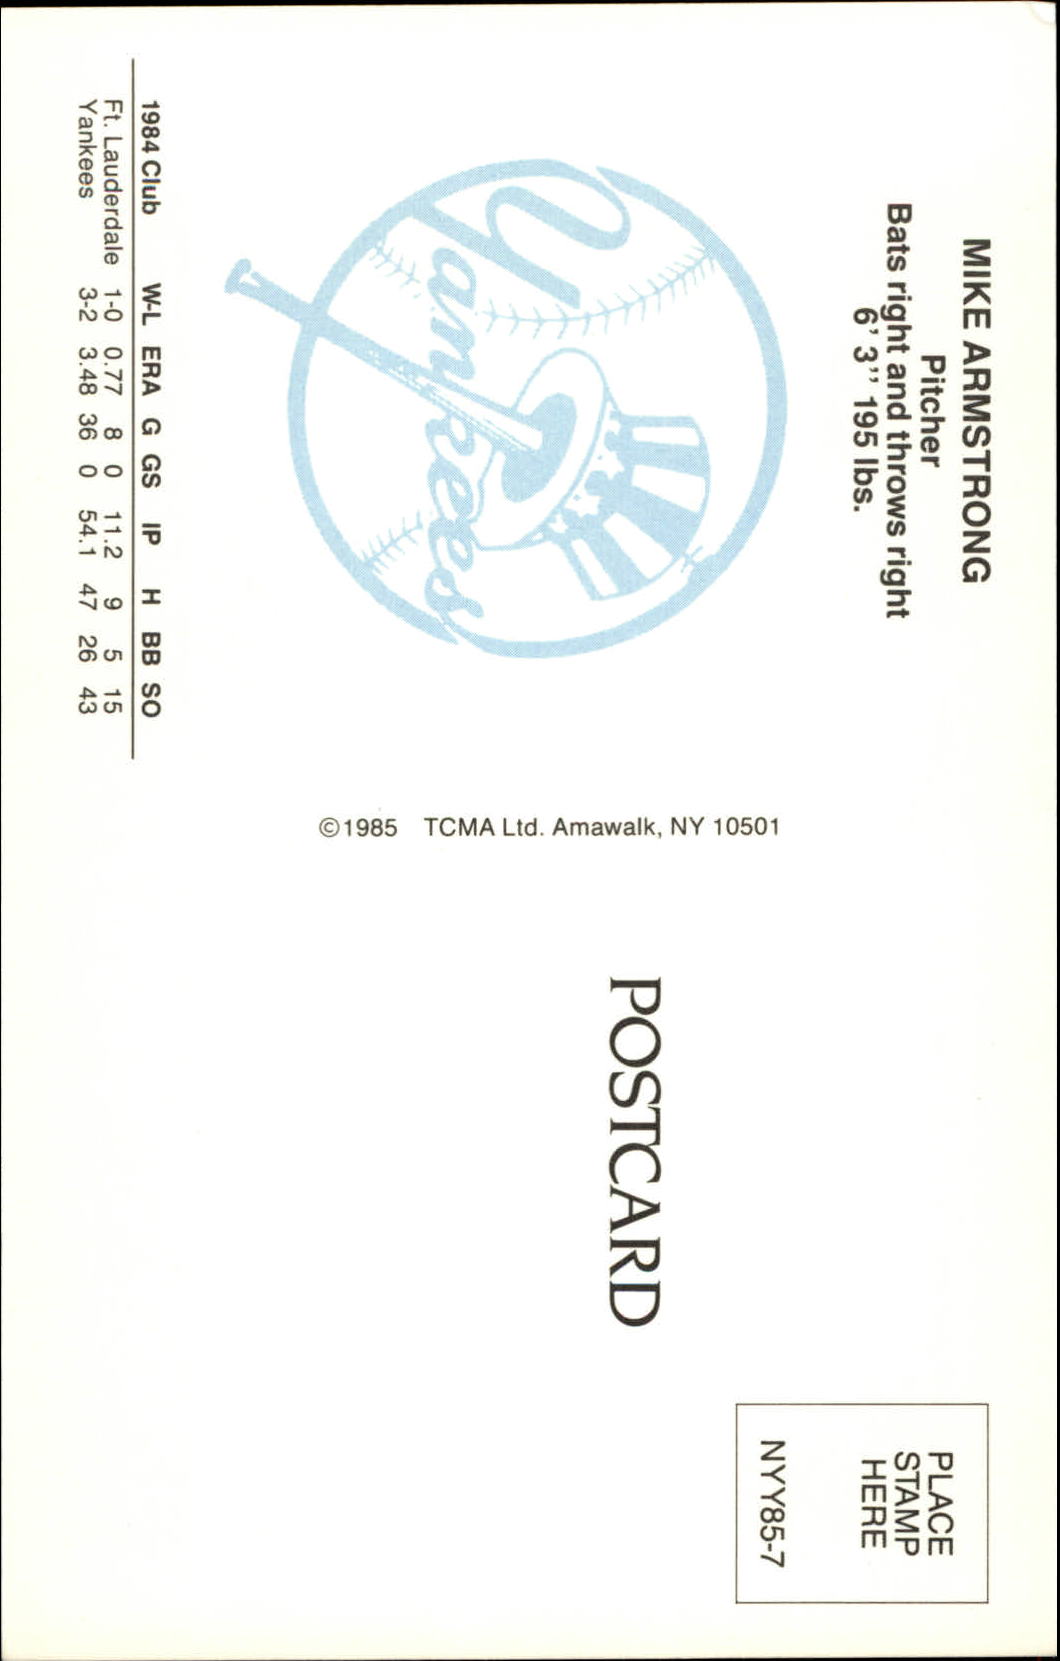 MIKE ARMSTRONG
Pitcher
Bats right and throws right
6' 3'' 195 lbs.
Yankees
1984 Club W-L ERA G GS IP H BB SO
Ft. Lauderdale 1-0 0.77 8 0 11.2 9 5 15
Yankees 3-2 3.48 36 0 54.1 47 26 43
©1985 TCMA Ltd. Amawalk, NY 10501
POSTCARD
PLACE
STAMP
HERE
NYY85-7